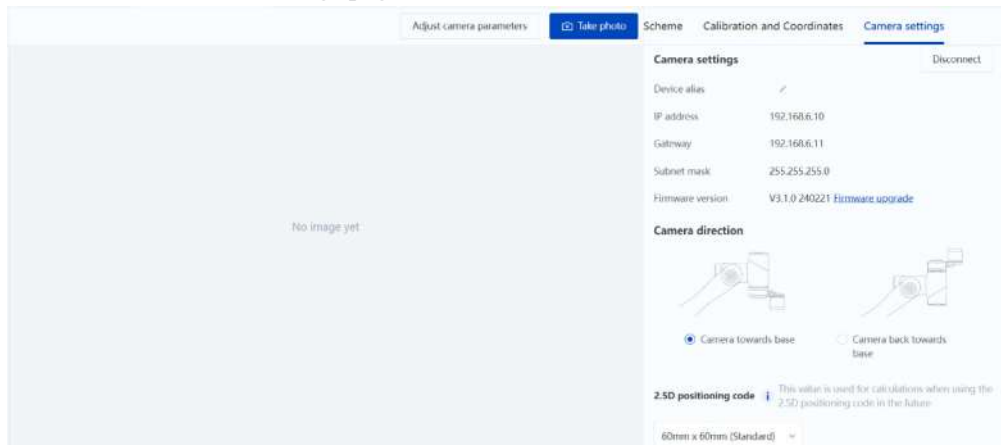 Adjust camera parameters
Take photo
Scheme
Calibration and Coordinates
Camera settings
Camera settings
Disconnect
Device alias
IP address 192.168.6.10
Gateway 192.168.6.11
Subnet mask 255.255.255.0
Firmware version V3.1.0 240221 Firmware upgrade
No image yet
Camera direction
Camera towards base
Camera back towards
base
2.5D positioning code i This value is used for calculations when using the
2.5D positioning code in the future
60mm x 60mm (Standard)